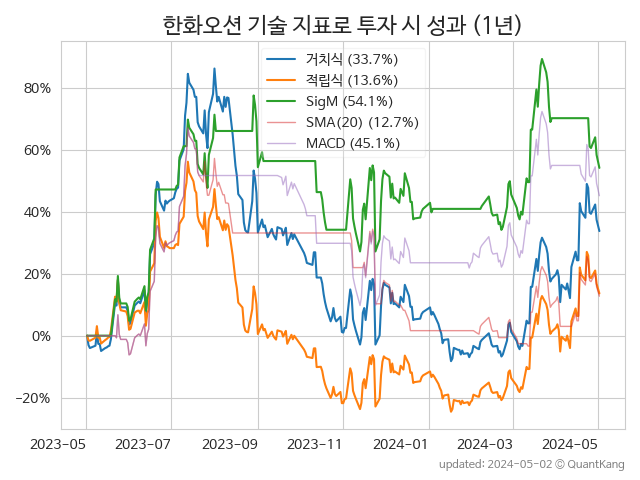 한화오션 기술 지표로 투자 시 성과 (1년)
거치식 (33.7%)
적립식 (13.6%)
SigM (54.1%)
SMA(20) (12.7%)
MACD (45.1%)
80%
60%
40%
20%
0%
−20%
2023-05 2023-07 2023-09 2023-11 2024-01 2024-03 2024-05
updated: 2024-05-02 © QuantKang